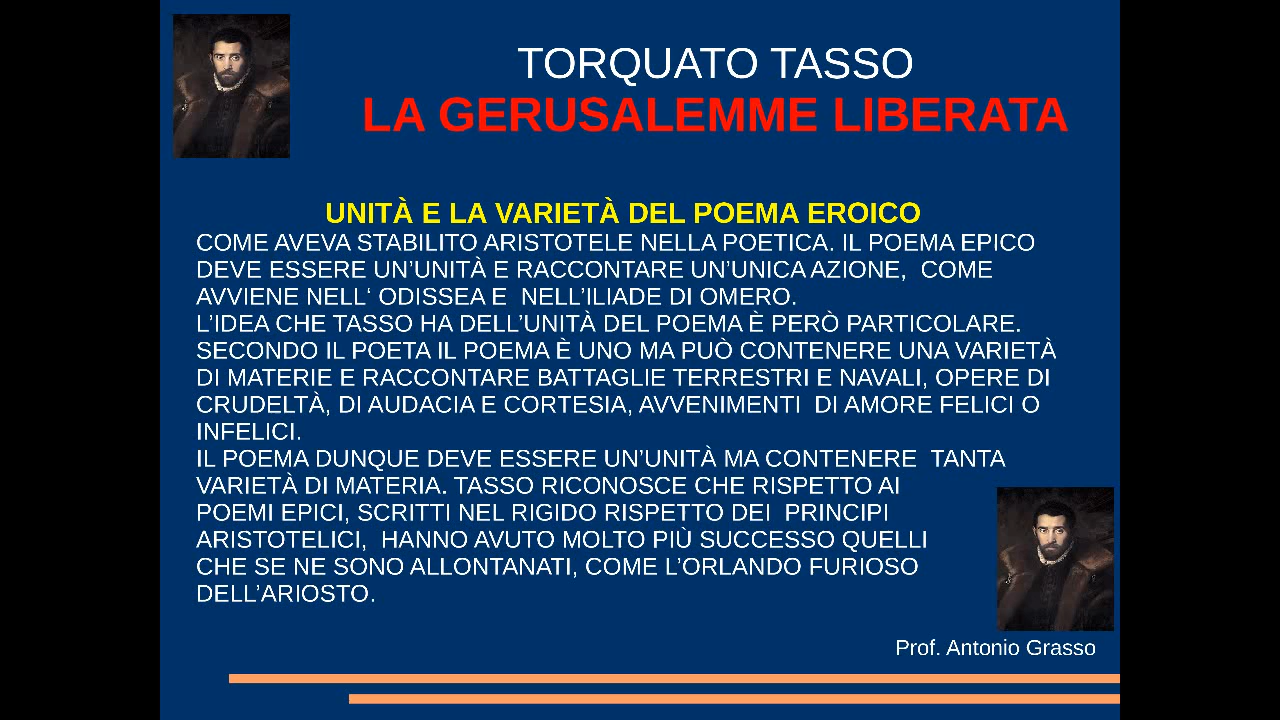 TORQUATO TASSO
LA GERUSALEMME LIBERATA
UNITÀ E LA VARIETÀ DEL POEMA EROICO
COME AVEVA STABILITO ARISTOTELE NELLA POETICA. IL POEMA EPICO
DEVE ESSERE UN’UNITÀ E RACCONTARE UN’UNICA AZIONE,  COME
AVVIENE NELL‘ ODISSEA E  NELL’ILIADE DI OMERO.
L’IDEA CHE TASSO HA DELL’UNITÀ DEL POEMA È PERÒ PARTICOLARE.
SECONDO IL POETA IL POEMA È UNO MA PUÒ CONTENERE UNA VARIETÀ
DI MATERIE E RACCONTARE BATTAGLIE TERRESTRI E NAVALI, OPERE DI
CRUDELTÀ, DI AUDACIA E CORTESIA, AVVENIMENTI  DI AMORE FELICI O
INFELICI.
IL POEMA DUNQUE DEVE ESSERE UN’UNITÀ MA CONTENERE  TANTA
VARIETÀ DI MATERIA. TASSO RICONOSCE CHE RISPETTO AI
POEMI EPICI, SCRITTI NEL RIGIDO RISPETTO DEI  PRINCIPI
ARISTOTELICI,  HANNO AVUTO MOLTO PIÙ SUCCESSO QUELLI
CHE SE NE SONO ALLONTANATI, COME L’ORLANDO FURIOSO
DELL’ARIOSTO.
Prof. Antonio Grasso